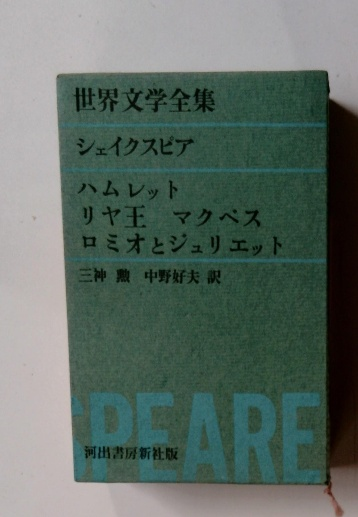 世界文学全集
シェイクスピア
ハムレット
リヤ王 マクベス
ロミオとジュリエット
三神 勲 中野好夫 訳
SPEARE
河出書房新社版